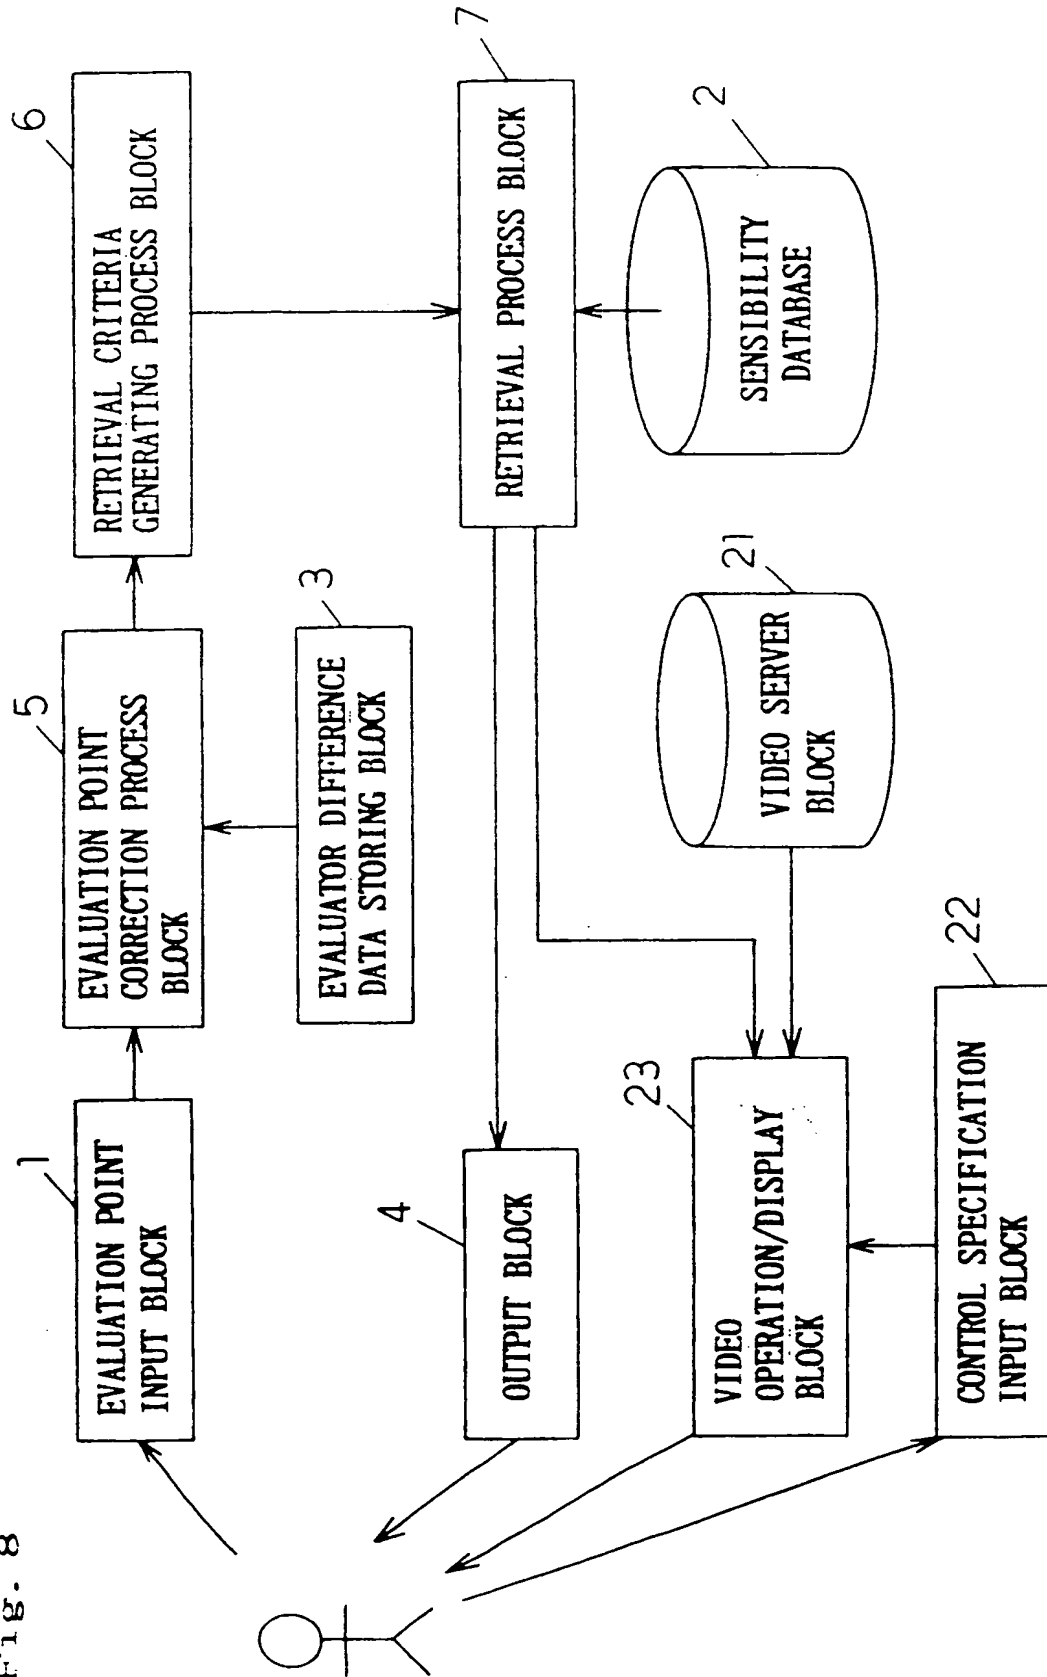 Fig. 8
1
EVALUATION POINT
INPUT BLOCK
5
EVALUATION POINT
CORRECTION PROCESS
BLOCK
6
RETRIEVAL CRITERIA
GENERATING PROCESS BLOCK
3
EVALUATOR DIFFERENCE
DATA STORING BLOCK
4
OUTPUT BLOCK
7
RETRIEVAL PROCESS BLOCK
23
VIDEO
OPERATION/DISPLAY
BLOCK
21
VIDEO SERVER
BLOCK
2
SENSIBILITY
DATABASE
22
CONTROL SPECIFICATION
INPUT BLOCK